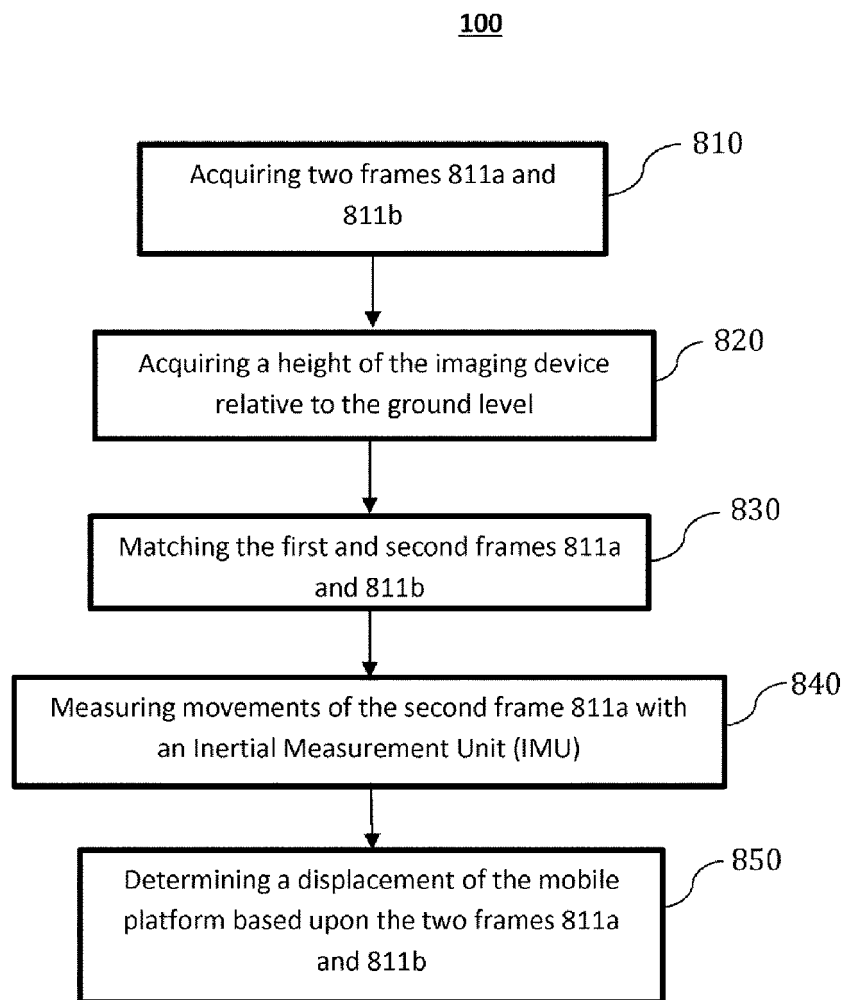 100
810
Acquiring two frames 811a and
811b
820
Acquiring a height of the imaging device
relative to the ground level
830
Matching the first and second frames 811a
and 811b
840
Measuring movements of the second frame 811a with
an Inertial Measurement Unit (IMU)
850
Determining a displacement of the mobile
platform based upon the two frames 811a
and 811b